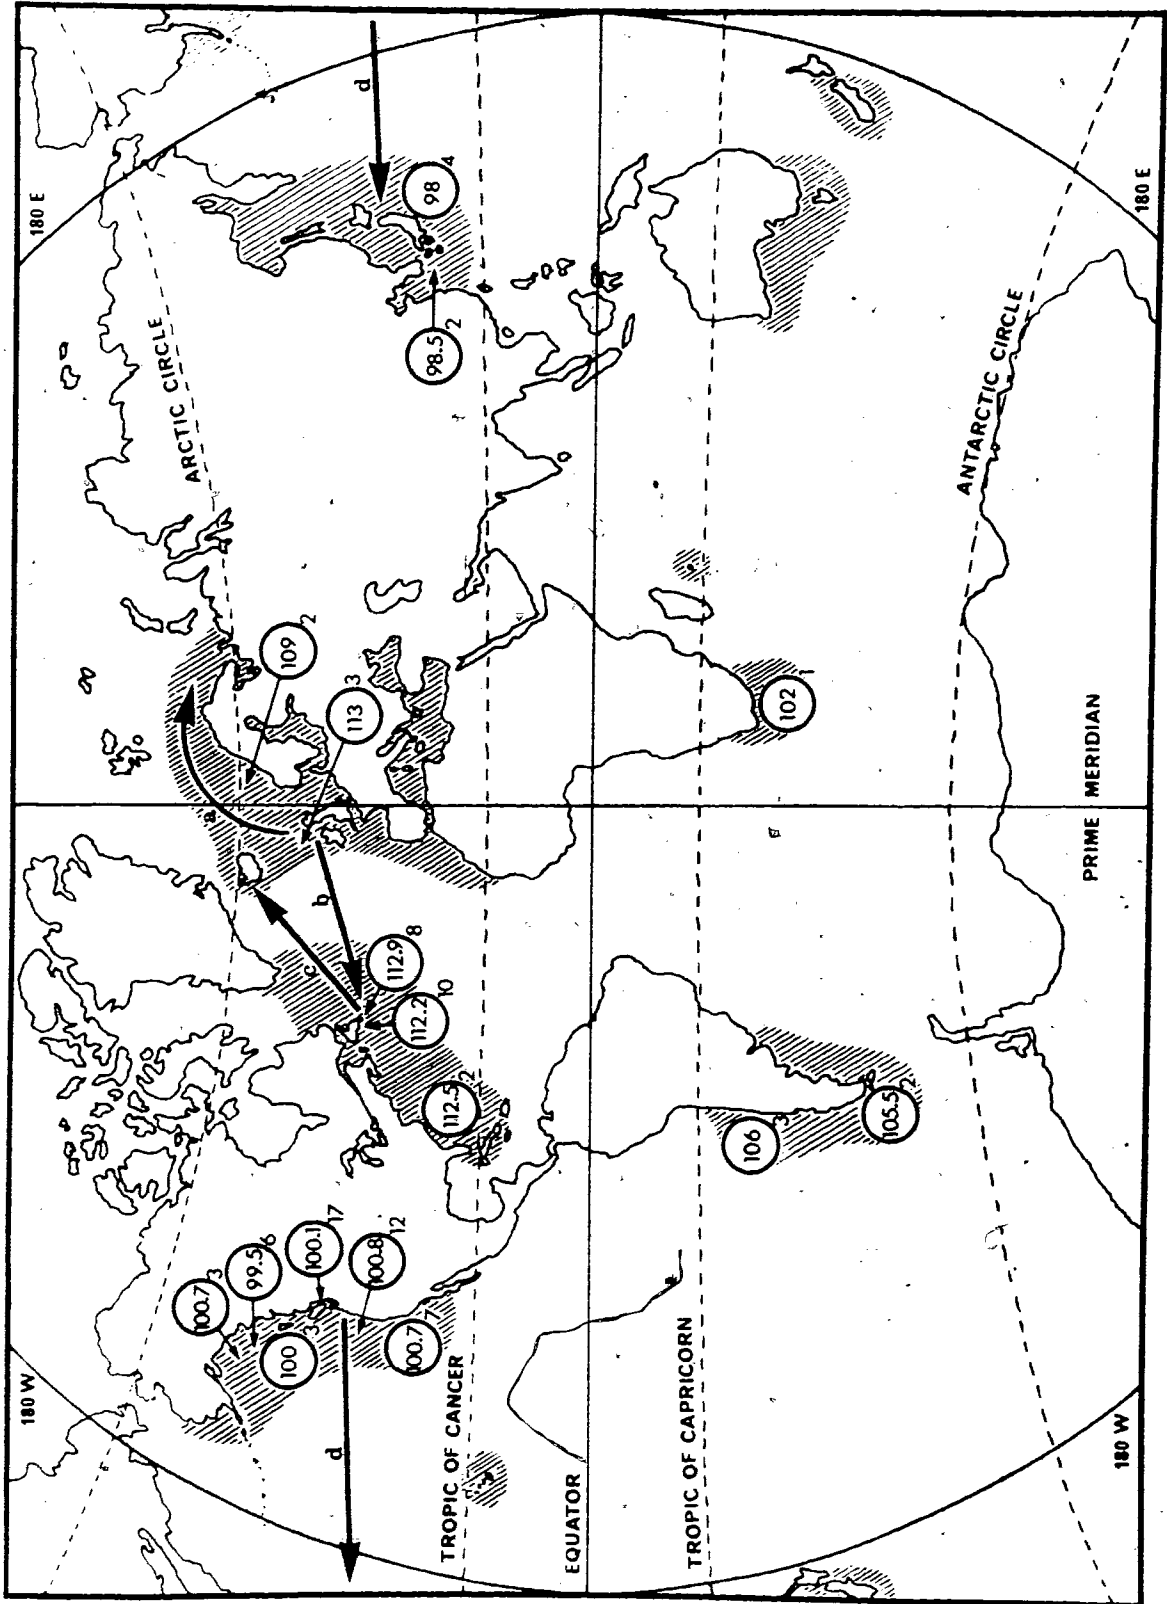 180 W
180 E
ARCTIC CIRCLE
100.7 3
99.5 6
100 3
100.1 17
100.8 12
100.7 7
d
112.5 2
112.2 10
112.9 8
c
b
a
109 2
113 3
98.5 2
98 4
d
TROPIC OF CANCER
EQUATOR
TROPIC OF CAPRICORN
106 3
105.5 2
102 1
PRIME MERIDIAN
ANTARCTIC CIRCLE
180 W
180 E